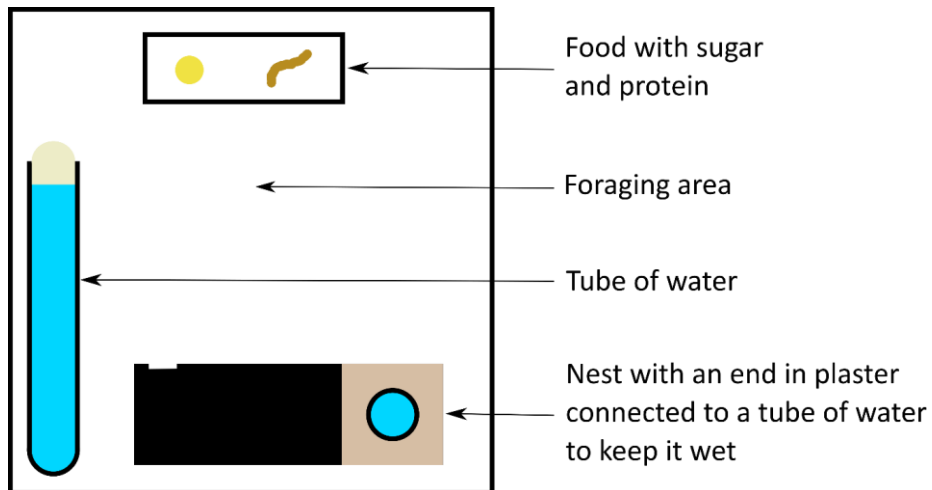 Food with sugar
and protein
Foraging area
Tube of water
Nest with an end in plaster
connected to a tube of water
to keep it wet